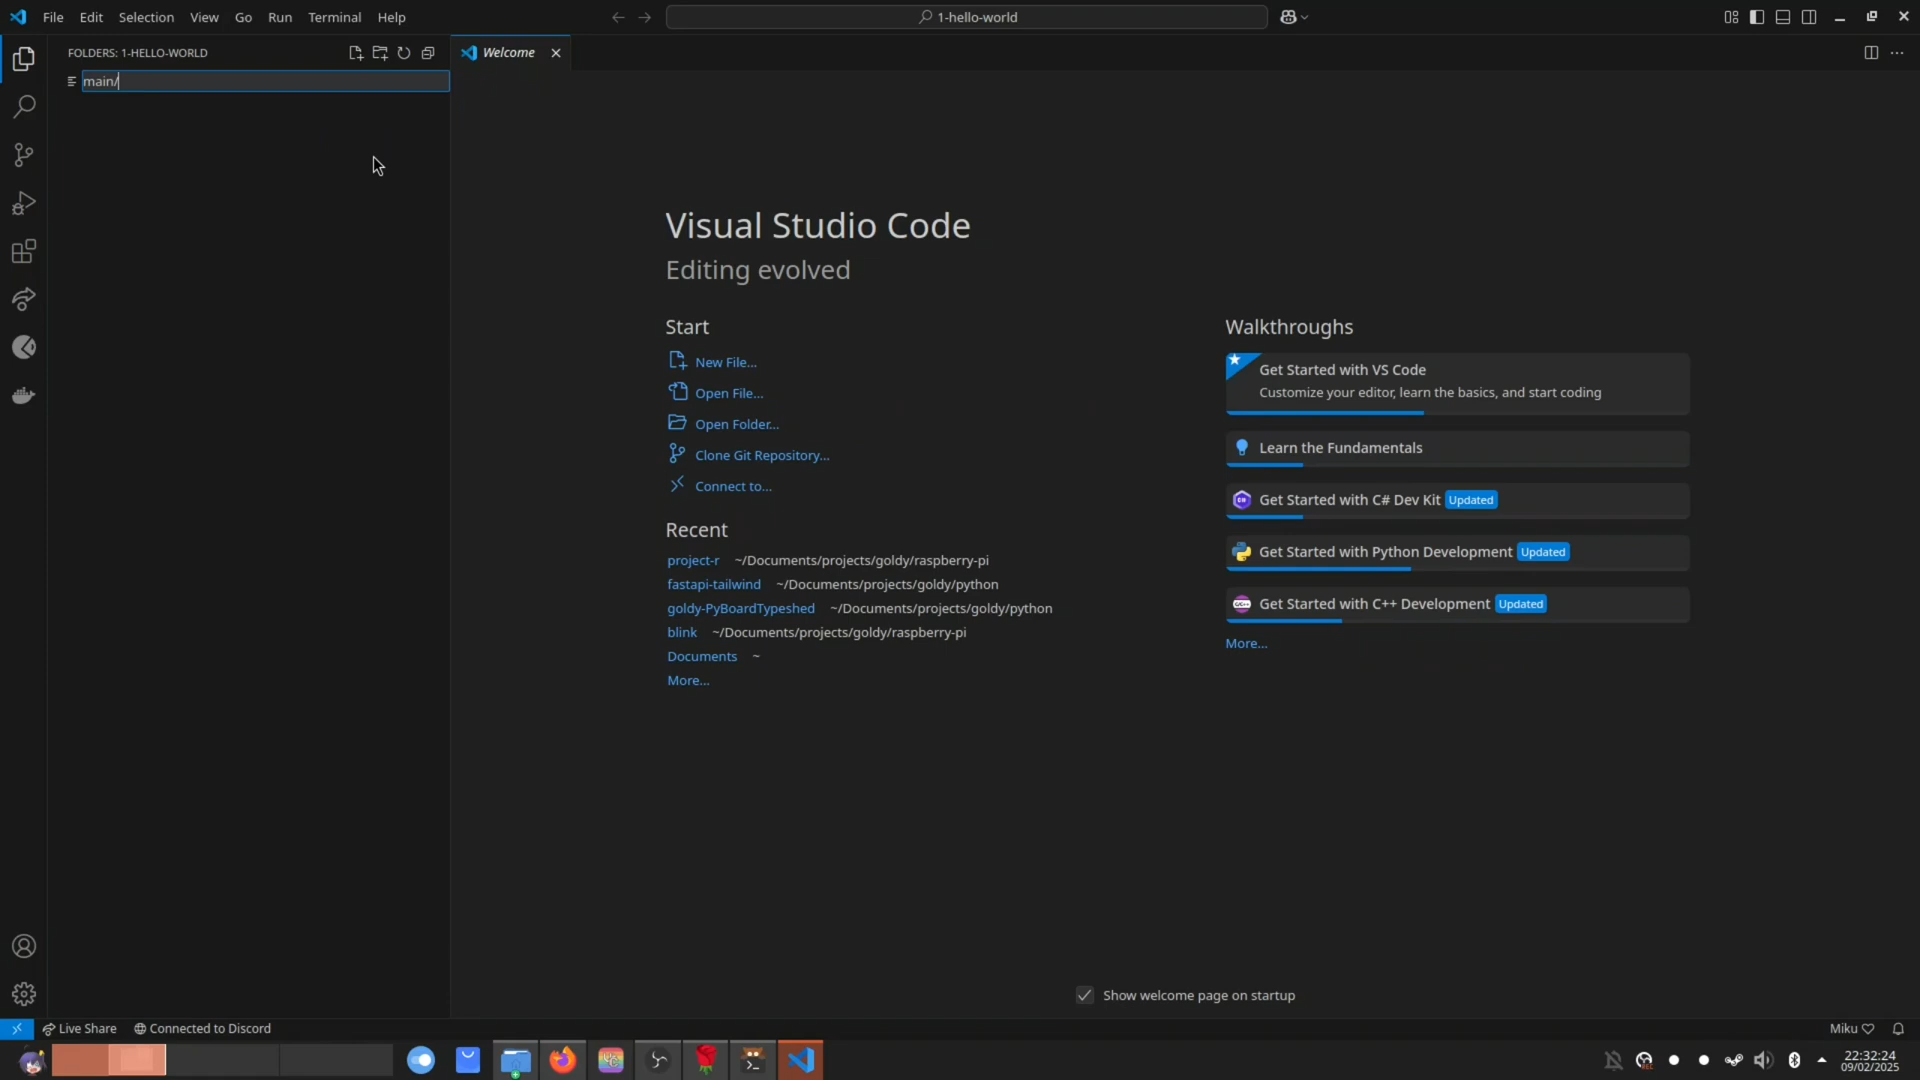 File Edit Selection View Go Run Terminal Help
1-hello-world
FOLDERS: 1-HELLO-WORLD
Welcome
main/
Visual Studio Code
Editing evolved
Start
New File...
Open File...
Open Folder...
Clone Git Repository...
Connect to...
Recent
project-r ~/Documents/projects/goldy/raspberry-pi
fastapi-tailwind ~/Documents/projects/goldy/python
goldy-PyBoardTypeshed ~/Documents/projects/goldy/python
blink ~/Documents/projects/goldy/raspberry-pi
Documents ~
More...
Walkthroughs
Get Started with VS Code
Customize your editor, learn the basics, and start coding
Learn the Fundamentals
Get Started with C# Dev Kit Updated
Get Started with Python Development Updated
Get Started with C++ Development Updated
More...
Show welcome page on startup
Live Share Connected to Discord
Miku ♡
22:32:24
09/02/2025